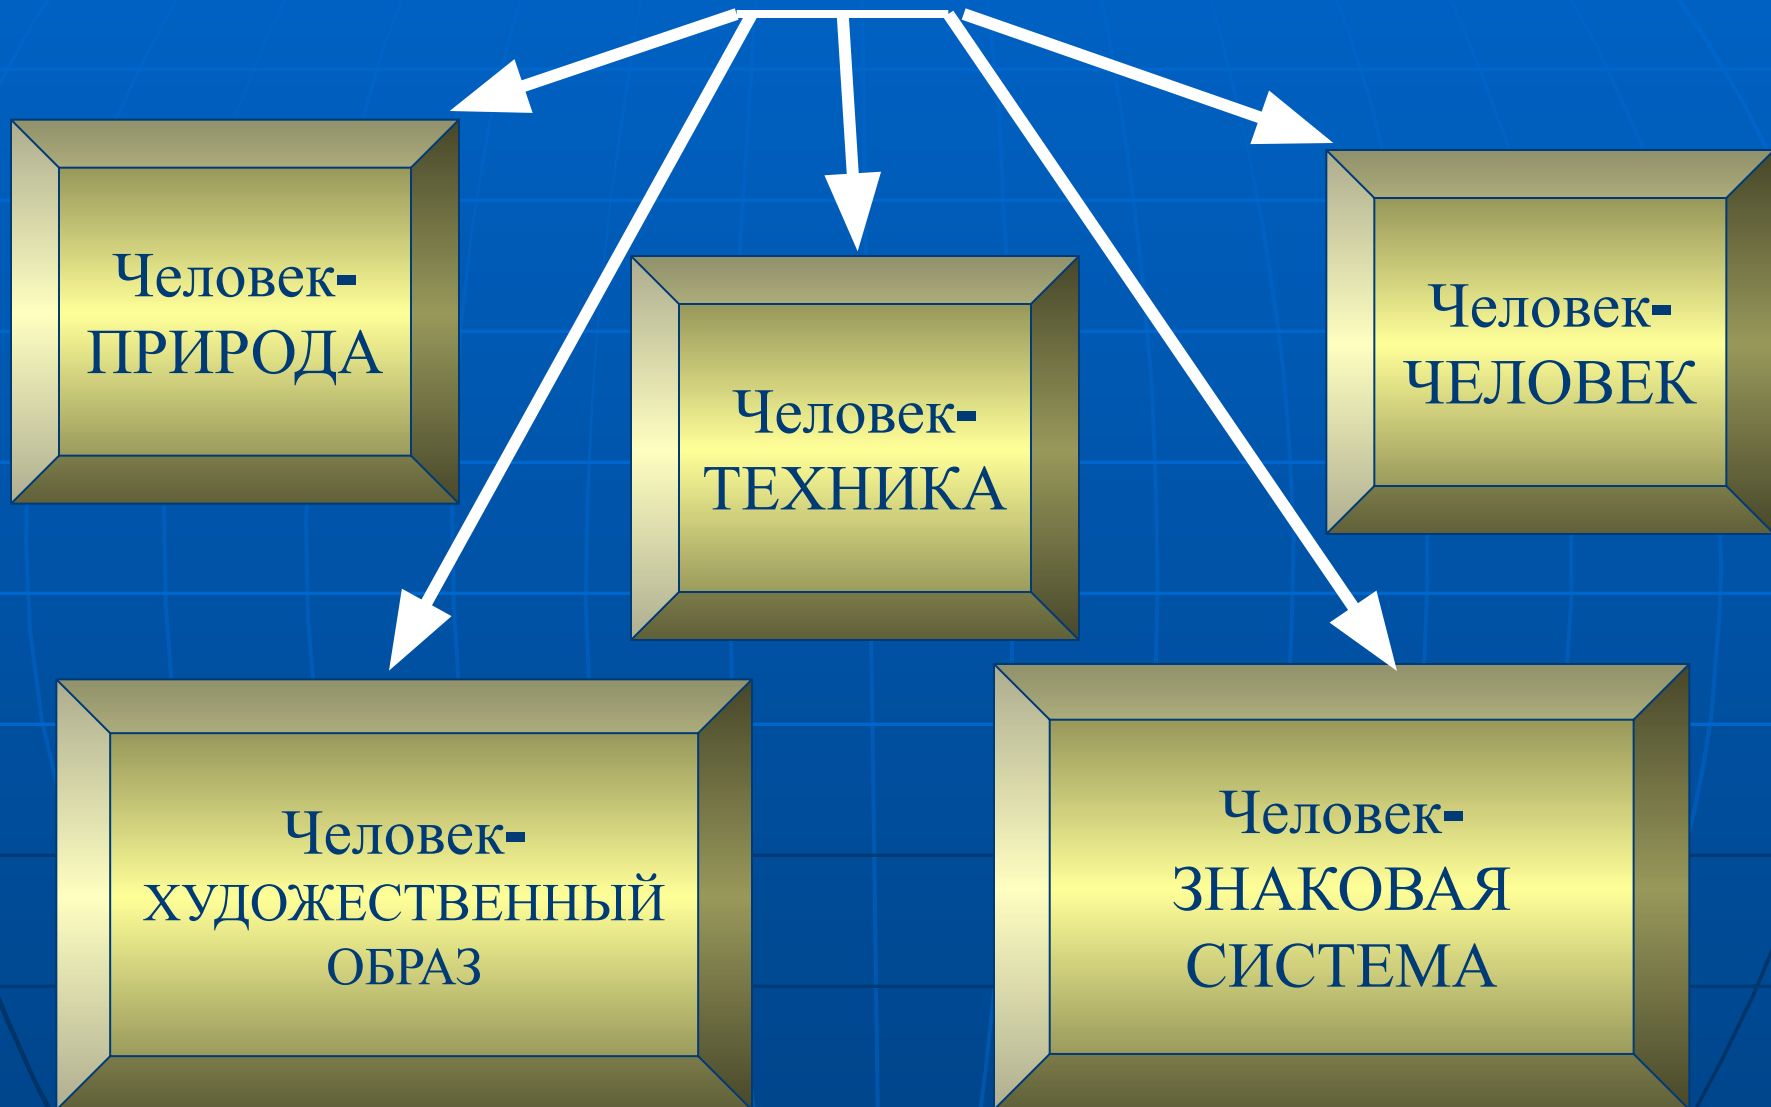 Человек-
ПРИРОДА
Человек-
ТЕХНИКА
Человек-
ЧЕЛОВЕК
Человек-
ХУДОЖЕСТВЕННЫЙ
ОБРАЗ
Человек-
ЗНАКОВАЯ
СИСТЕМА